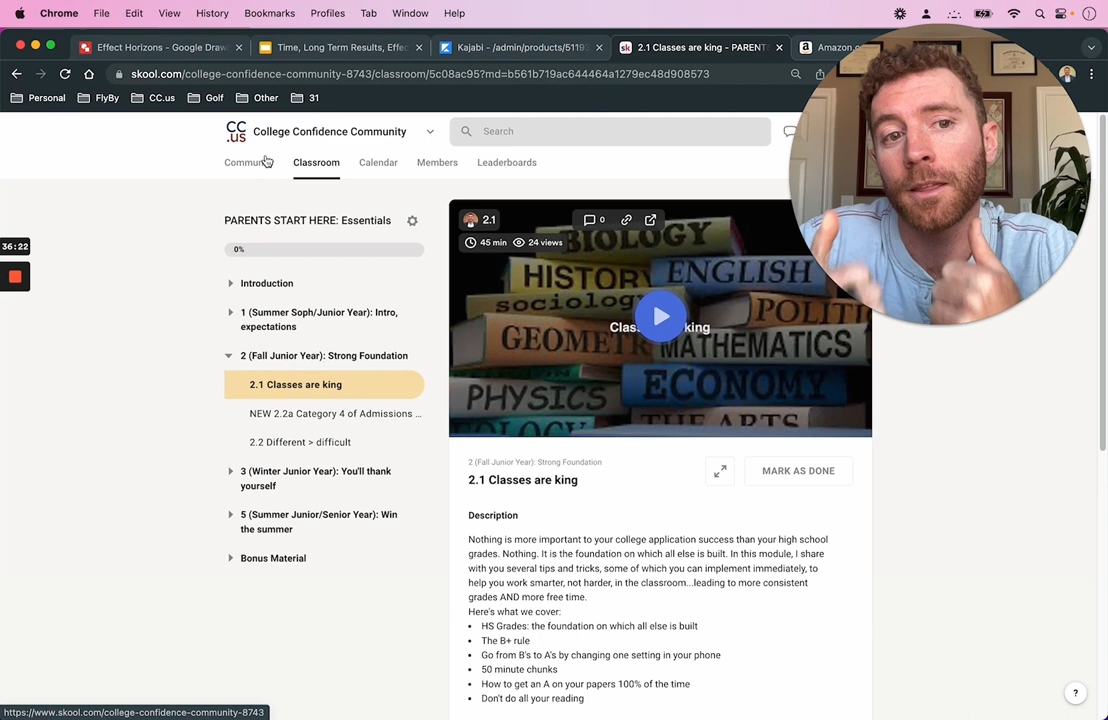 Chrome File Edit View History Bookmarks Profiles Tab Window Help
Effect Horizons - Google Draw
Time, Long Term Results, Effe
Kajabi - /admin/products/51193
sk 2.1 Classes are king - PARENTS
a Amazon.
skool.com/college-confidence-community-8743/classroom/5c08ac95?md=b561b719ac644464a1279ec48d908573
Personal FlyBy CC.us Golf Other 31
CC
.us
College Confidence Community
Search
Classroom Calendar Members Leaderboards
36:22
PARENTS START HERE: Essentials
0%
Introduction
1 (Summer Soph/Junior Year): Intro,
expectations
2 (Fall Junior Year): Strong Foundation
2.1 Classes are king
NEW 2.2a Category 4 of Admissions ...
2.2 Different > difficult
3 (Winter Junior Year): You'll thank
yourself
5 (Summer Junior/Senior Year): Win
the summer
Bonus Material
2.1
0
45 min 24 views
BIOLOGY
HISTORY ENGLISH
sociology
GEOMET MATHEMATICS
PHYSICS ECONOMY
THE ARTS
king
2 (Fall Junior Year): Strong Foundation
2.1 Classes are king
MARK AS DONE
Description
Nothing is more important to your college application success than your high school
grades. Nothing. It is the foundation on which all else is built. In this module, I share
with you several tips and tricks, some of which you can implement immediately, to
help you work smarter, not harder, in the classroom...leading to more consistent
grades AND more free time.
Here's what we cover:
• HS Grades: the foundation on which all else is built
• The B+ rule
• Go from B's to A's by changing one setting in your phone
• 50 minute chunks
• How to get an A on your papers 100% of the time
• Don't do all your reading
?
https://www.skool.com/college-confidence-community-8743